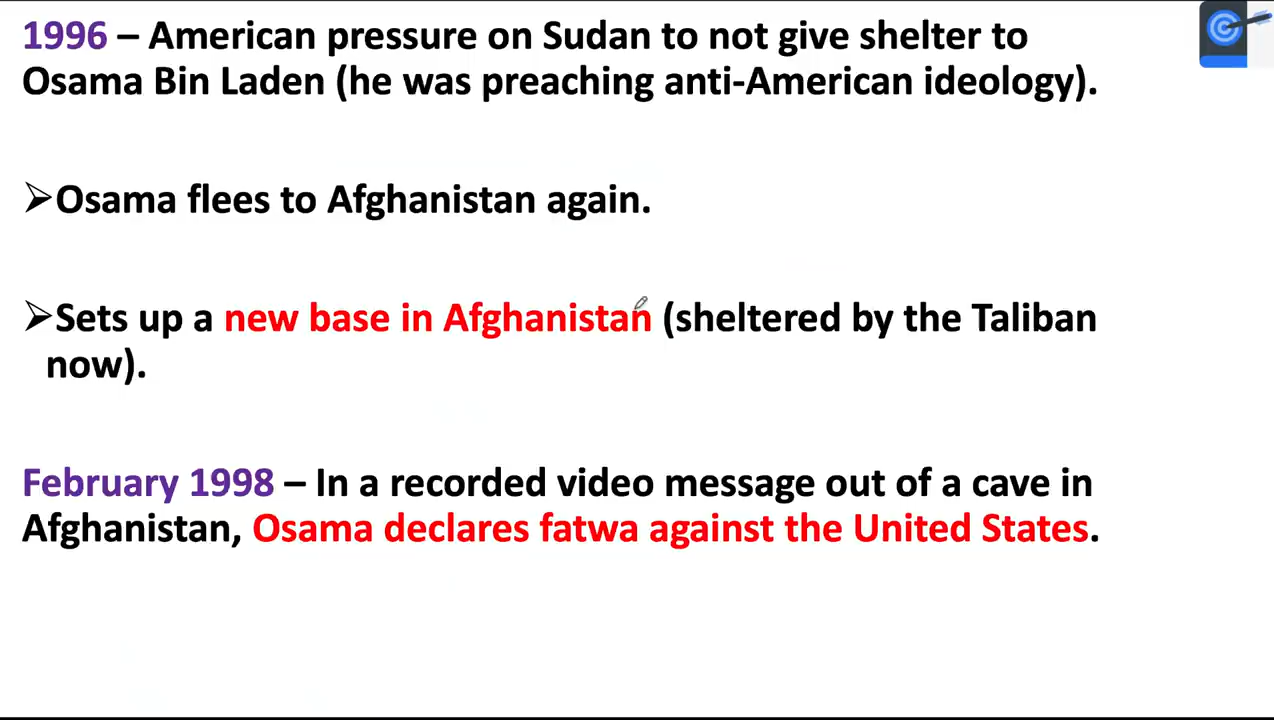 1996 – American pressure on Sudan to not give shelter to
Osama Bin Laden (he was preaching anti-American ideology).
➢Osama flees to Afghanistan again.
➢Sets up a new base in Afghanistan (sheltered by the Taliban
now).
February 1998 – In a recorded video message out of a cave in
Afghanistan, Osama declares fatwa against the United States.